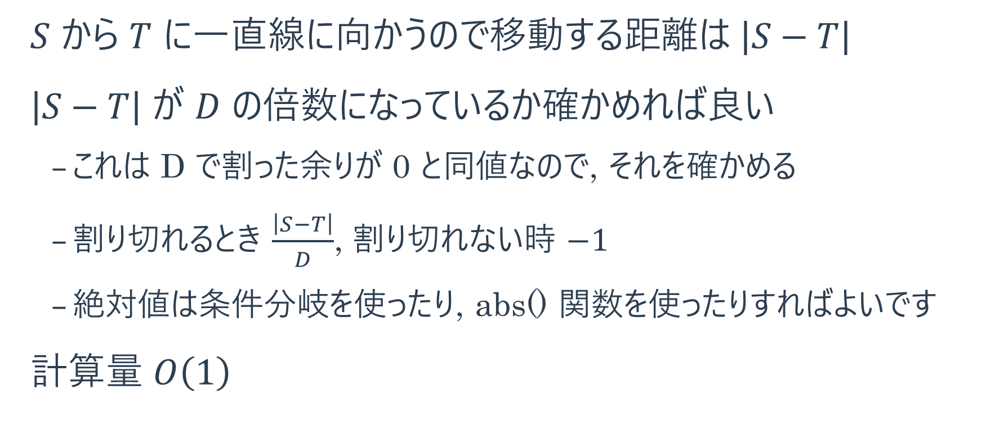 S から T に一直線に向かうので移動する距離は |S − T|
|S − T| が D の倍数になっているか確かめれば良い
– これは D で割った余りが 0 と同値なので, それを確かめる
– 割り切れるとき |S−T|/D, 割り切れない時 −1
– 絶対値は条件分岐を使ったり, abs() 関数を使ったりすればよいです
計算量 O(1)